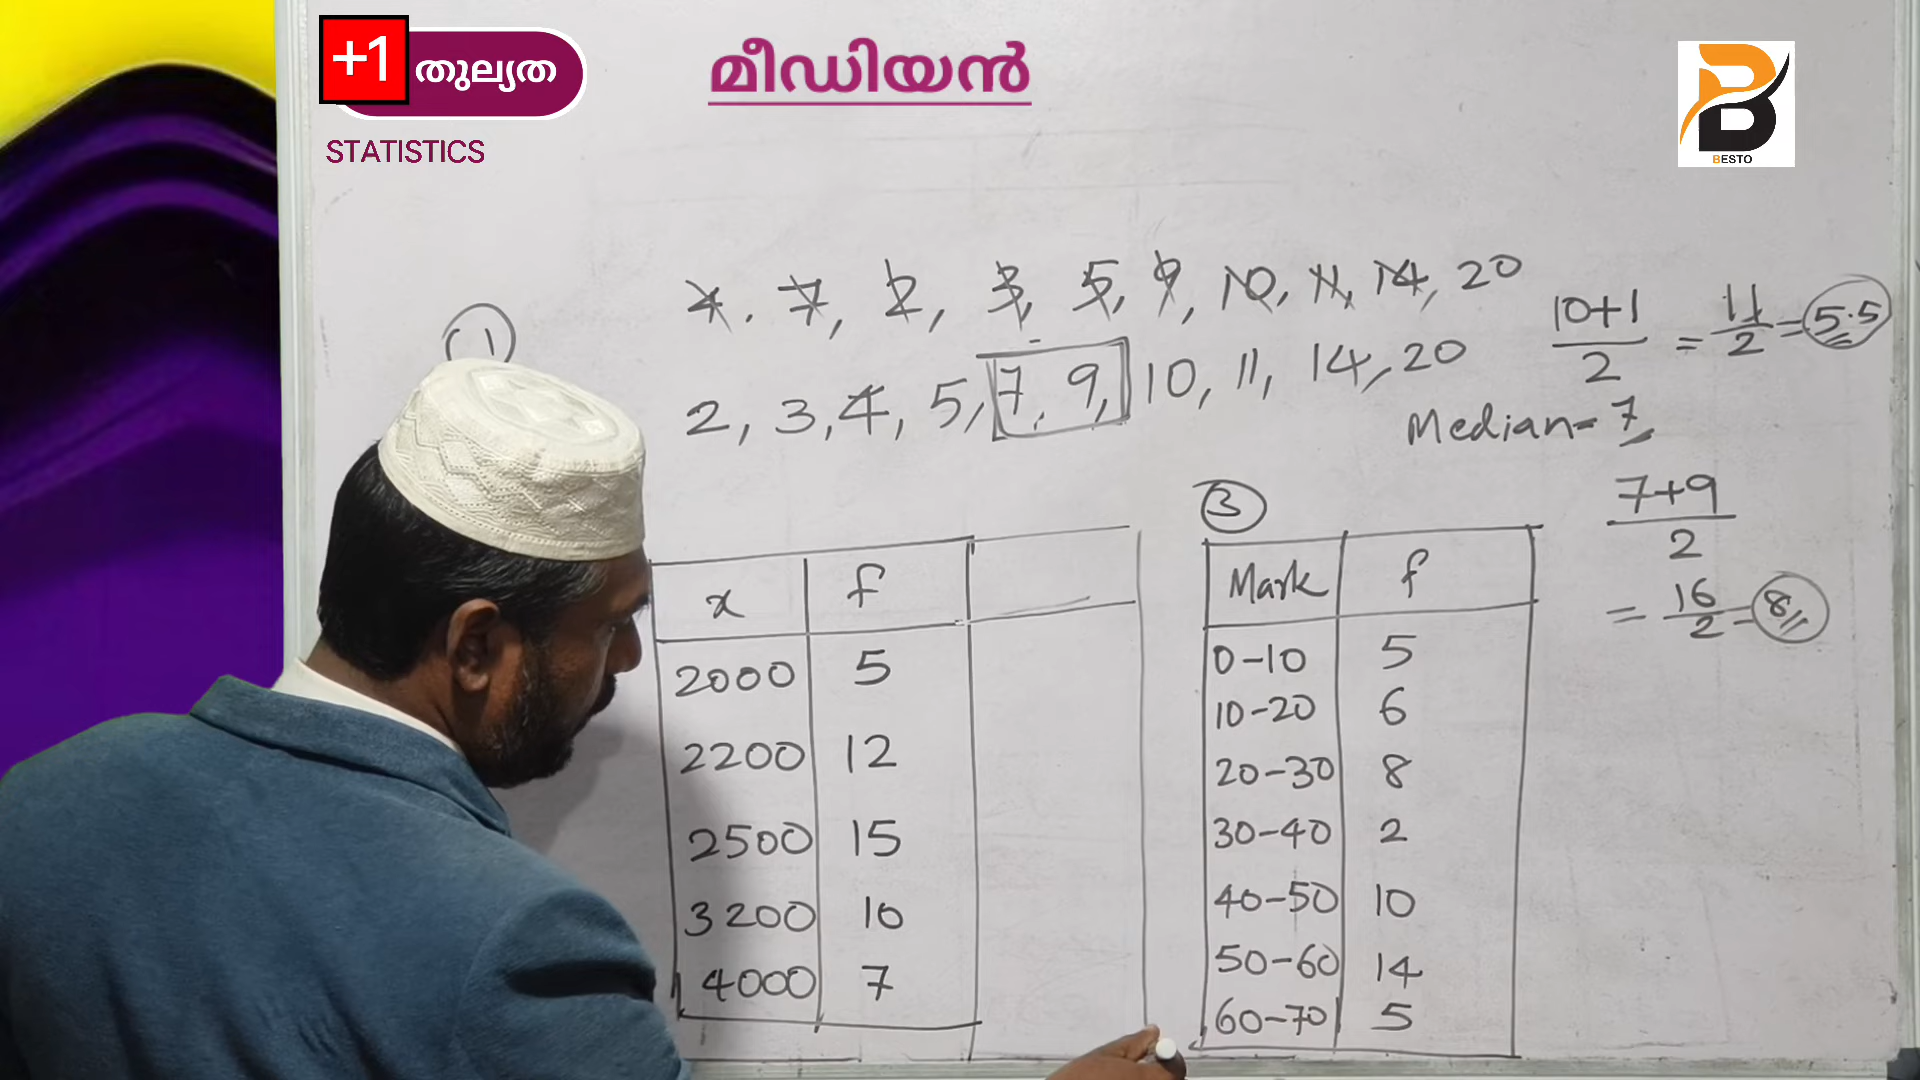 +1 തുല്യത
മീഡിയൻ
BESTO
STATISTICS
(1)
4, 7, 2, 3, 5, 9, 10, 11, 14, 20
10+1/2 = 11/2 = 5.5
2, 3, 4, 5, 7, 9, 10, 11, 14, 20
Median = 7
7+9/2
= 16/2 = 8
x f
2000 5
2200 12
2500 15
3200 10
4000 7
3
Mark f
0-10 5
10-20 6
20-30 8
30-40 2
40-50 10
50-60 14
60-70 5